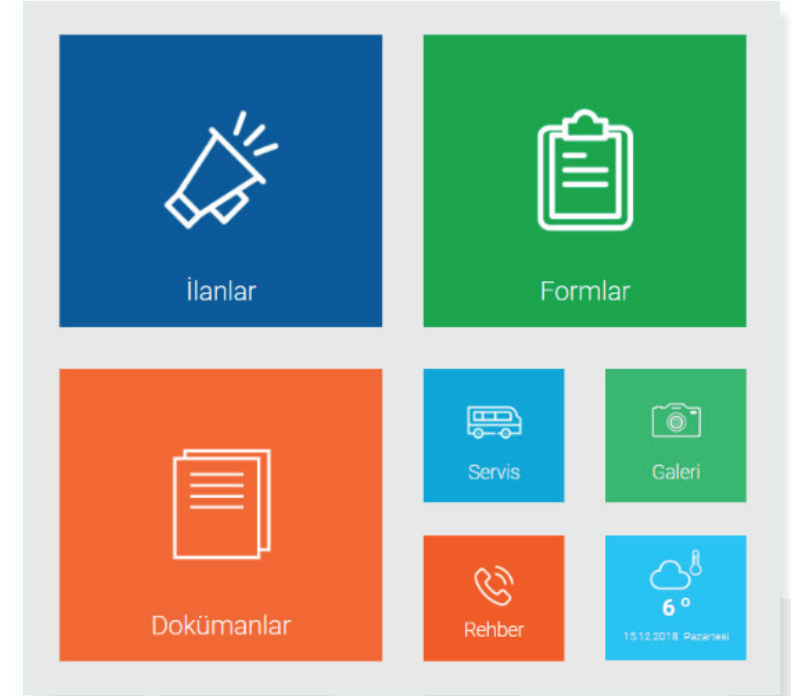 İlanlar
Formlar
Dokümanlar
Servis
Galeri
Rehber
6 °
15.12.2018 Pazartesi